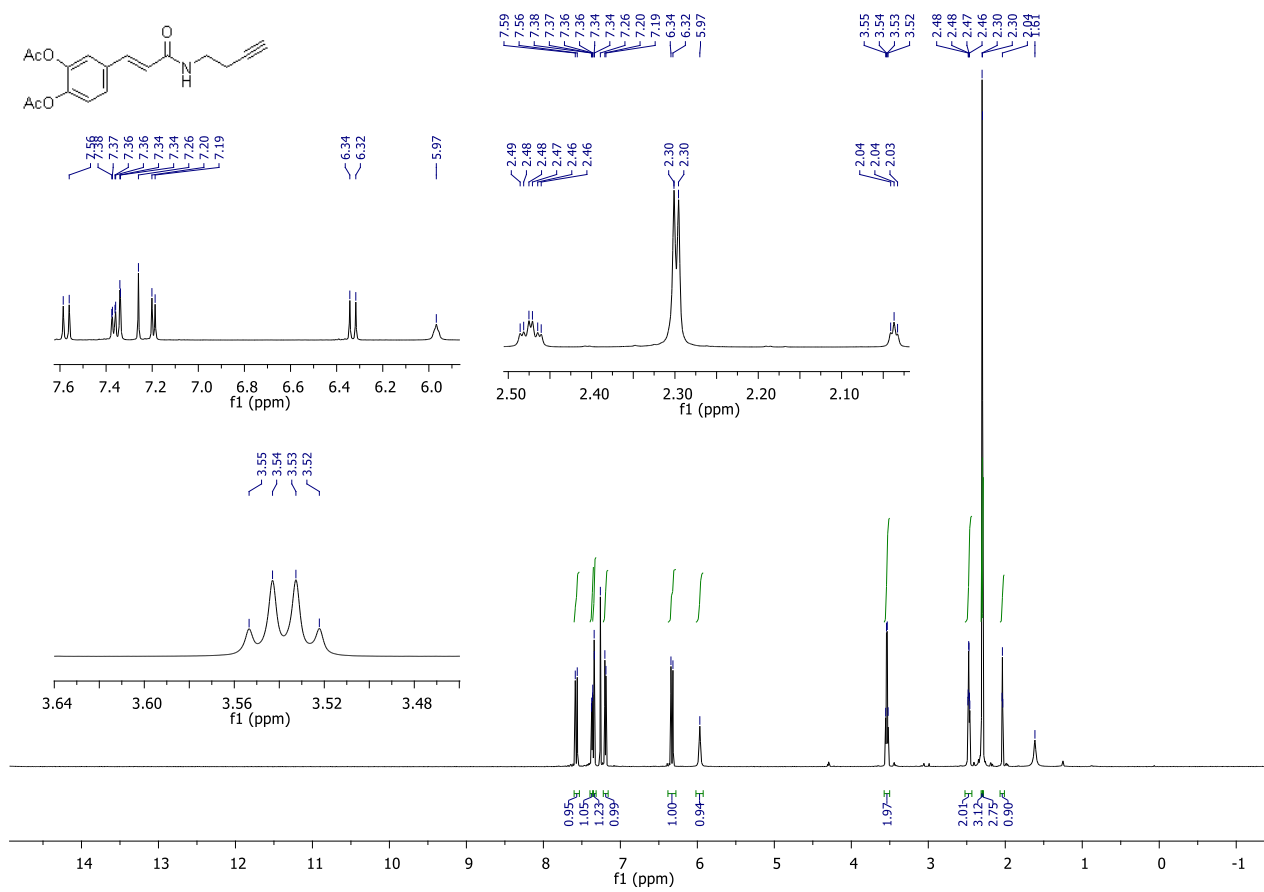 7.59 7.56 7.38 7.37 7.36 7.36 7.34 7.34 7.26 7.20 7.19 6.34 6.32 5.97 3.55 3.54 3.53 3.52 2.48 2.48 2.47 2.46 2.30 2.30 2.04 1.61
O
AcO
N
H
AcO
7.56 7.38 7.37 7.36 7.36 7.34 7.34 7.26 7.20 7.19 6.34 6.32 5.97
2.49 2.48 2.48 2.47 2.46 2.46 2.30 2.30 2.04 2.04 2.03
7.6 7.4 7.2 7.0 6.8 6.6 6.4 6.2 6.0
f1 (ppm)
2.50 2.40 2.30 2.20 2.10
f1 (ppm)
3.55 3.54 3.53 3.52
3.64 3.60 3.56 3.52 3.48
f1 (ppm)
0.95 1.05 1.23 0.99 1.00 0.94 1.97 2.01 3.12 2.75 0.90
14 13 12 11 10 9 8 7 6 5 4 3 2 1 0 -1
f1 (ppm)